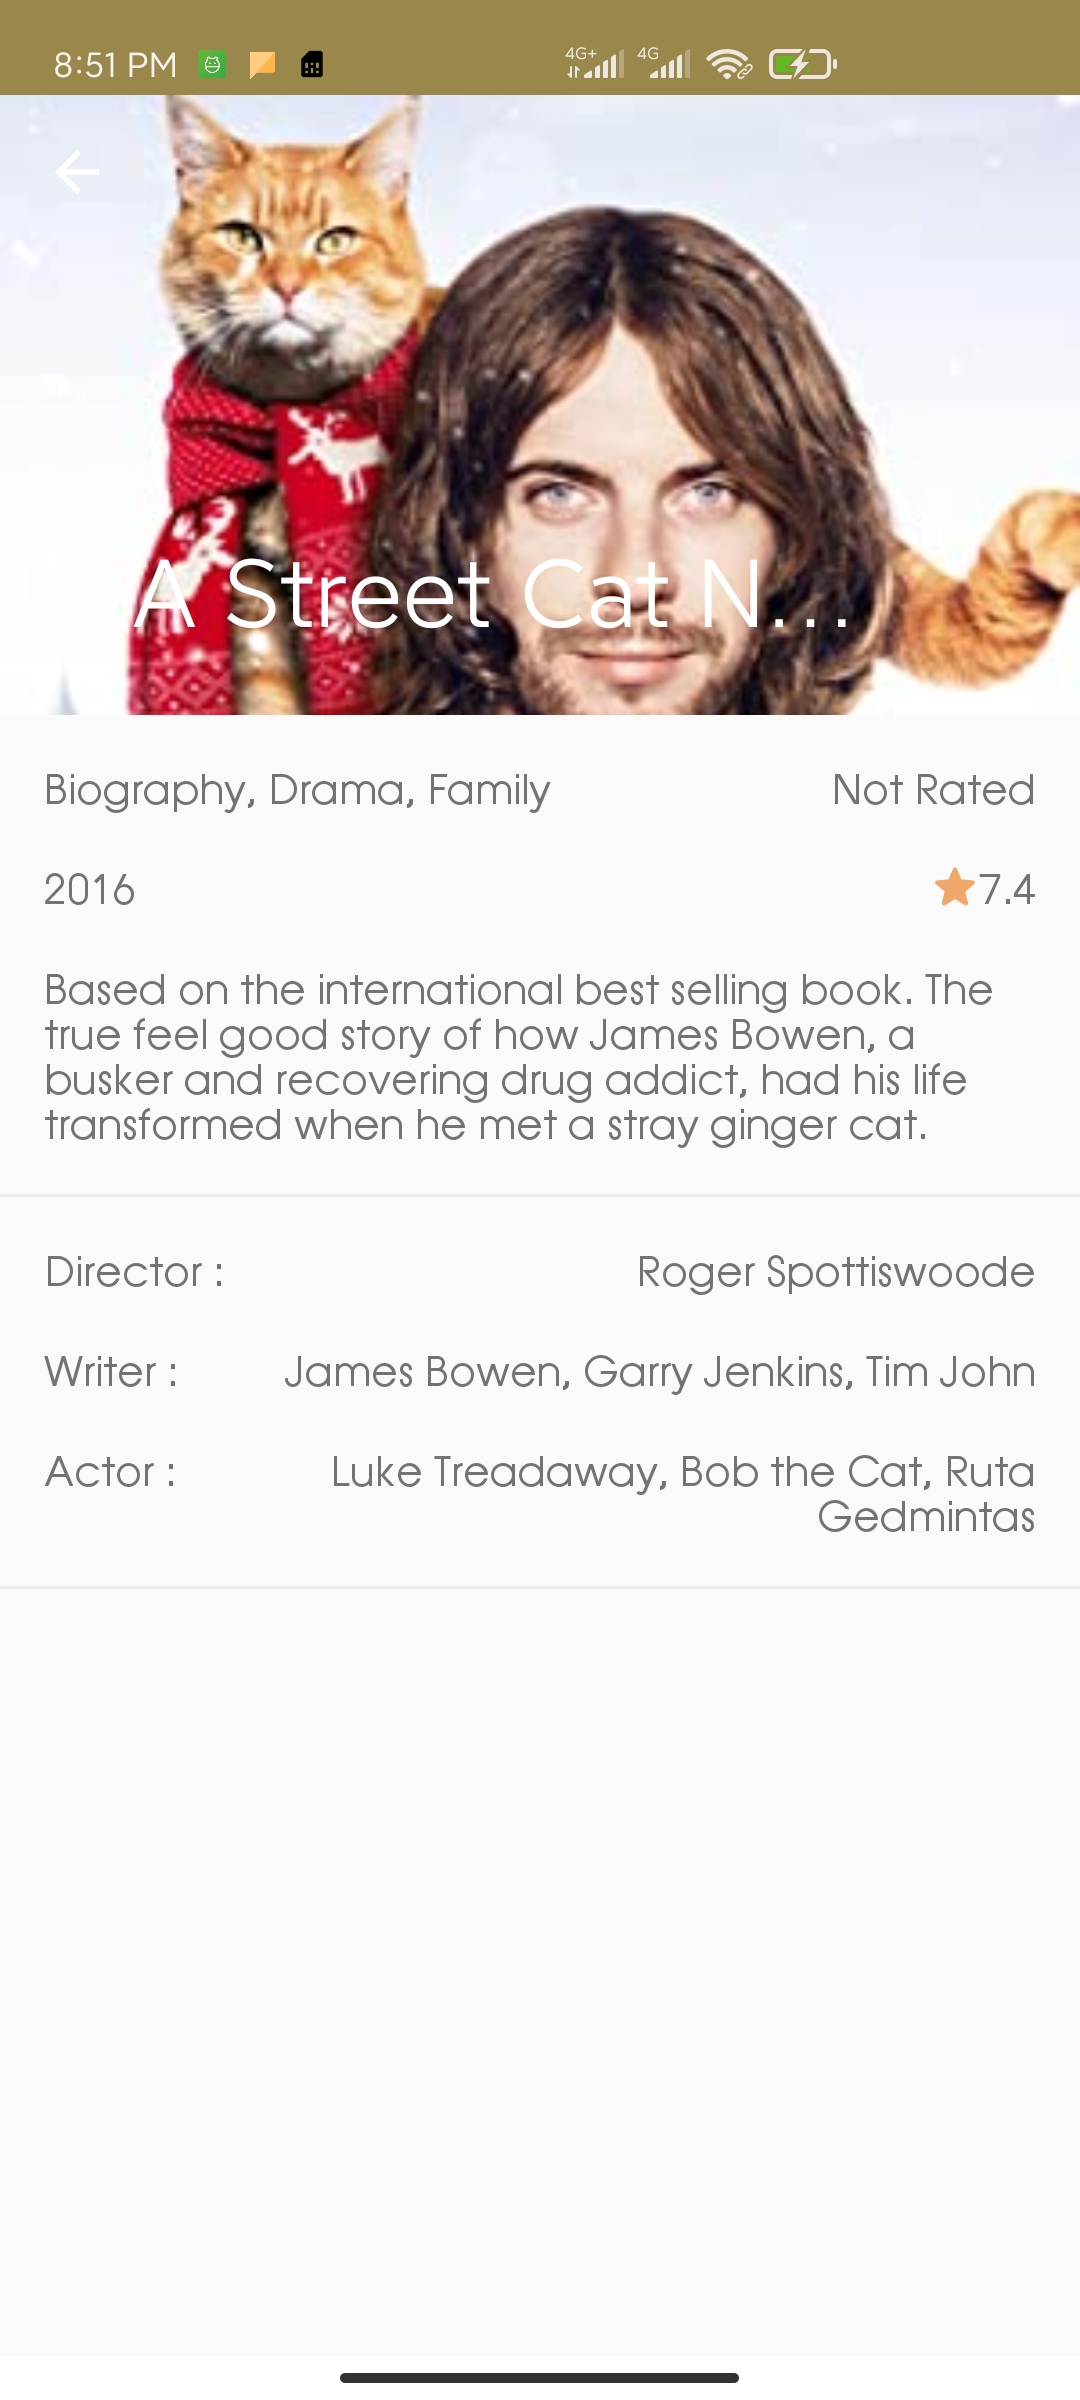 8:51 PM
4G+
4G
A Street Cat N...
Biography, Drama, Family
Not Rated
2016
7.4
Based on the international best selling book. The
true feel good story of how James Bowen, a
busker and recovering drug addict, had his life
transformed when he met a stray ginger cat.
Director :
Roger Spottiswoode
Writer :
James Bowen, Garry Jenkins, Tim John
Actor :
Luke Treadaway, Bob the Cat, Ruta
Gedmintas